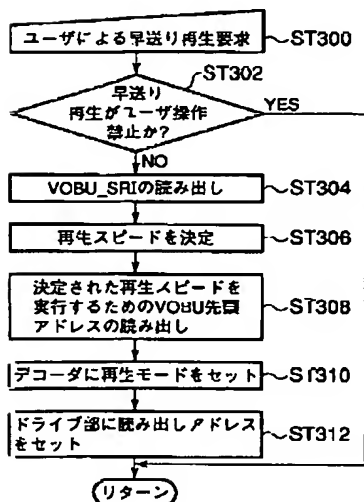 ユーザによる早送り再生要求
ST300
ST302
早送り
再生がユーザ操作
禁止か?
YES
NO
VOBU_SRIの読み出し
ST304
再生スピードを決定
ST306
決定された再生スピードを
実行するためのVOBU先頭
アドレスの読み出し
ST308
デコーダに再生モードをセット
ST310
ドライブ部に読み出しアドレス
をセット
ST312
リターン